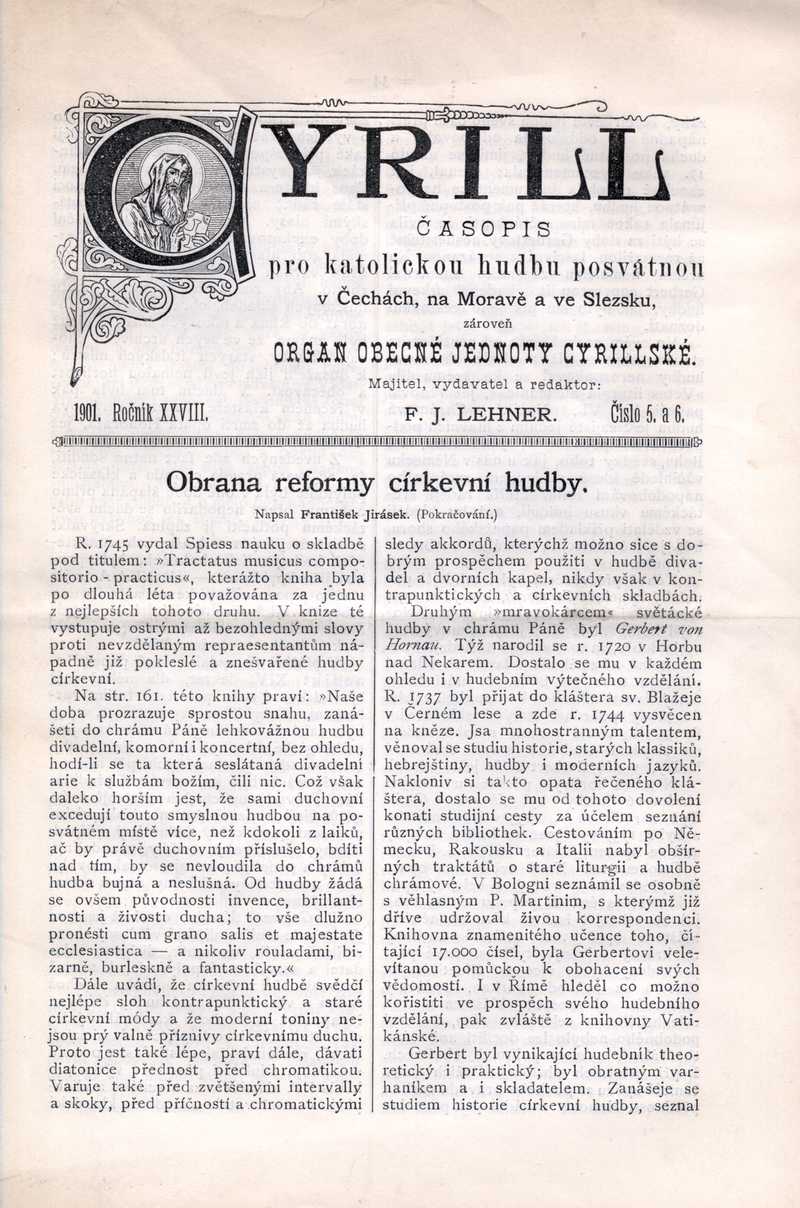 CYRILL
ČASOPIS
pro katolickou hudbu posvátnou
v Čechách, na Moravě a ve Slezsku,
zároveň
ORGAN OBECNÉ JEDNOTY CYRILLSKÉ.
Majitel, vydavatel a redaktor:
1901. Ročník XXVIII. F. J. LEHNER. Číslo 5. a 6.
Obrana reformy církevní hudby.
Napsal František Jirásek. (Pokračování.)
R. 1745 vydal Spiess nauku o skladbě
pod titulem: »Tractatus musicus compo-
sitorio - practicus«, kterážto kniha byla
po dlouhá léta považována za jednu
z nejlepších tohoto druhu. V knize té
vystupuje ostrými až bezohlednými slovy
proti nevzdělaným repraesentantům ná-
padně již pokleslé a znešvařené hudby
církevní.
Na str. 161. této knihy praví: »Naše
doba prozrazuje sprostou snahu, zaná-
šeti do chrámu Páně lehkovážnou hudbu
divadelní, komorní i koncertní, bez ohledu,
hodí-li se ta která seslátaná divadelní
arie k službám božím, čili nic. Což však
daleko horším jest, že sami duchovní
excedují touto smyslnou hudbou na po-
svátném místě více, než kdokoli z laiků,
ač by právě duchovním příslušelo, bdíti
nad tím, by se nevloudila do chrámů
hudba bujná a neslušná. Od hudby žádá
se ovšem původnosti invence, brillant-
nosti a živosti ducha; to vše dlužno
pronésti cum grano salis et majestate
ecclesiastica — a nikoliv rouladami, bi-
zarně, burleskně a fantasticky.«
Dále uvádí, že církevní hudbě svědčí
nejlépe sloh kontrapunktický a staré
církevní módy a že moderní toniny ne-
jsou prý valně příznivy církevnímu duchu.
Proto jest také lépe, praví dále, dávati
diatonice přednost před chromatikou.
Varuje také před zvětšenými intervally
a skoky, před příčností a chromatickými
sledy akkordů, kterýchž možno sice s do-
brým prospěchem použiti v hudbě diva-
del a dvorních kapel, nikdy však v kon-
trapunktických a církevních skladbách.
Druhým »mravokárcem« světácké
hudby v chrámu Páně byl Gerbert von
Hornau. Týž narodil se r. 1720 v Horbu
nad Nekarem. Dostalo se mu v každém
ohledu i v hudebním výtečného vzdělání.
R. 1737 byl přijat do kláštera sv. Blažeje
v Černém lese a zde r. 1744 vysvěcen
na kněze. Jsa mnohostranným talentem,
věnoval se studiu historie, starých klassiků,
hebrejštiny, hudby i moderních jazyků.
Nakloniv si takto opata řečeného klá-
štera, dostalo se mu od tohoto dovolení
konati studijní cesty za účelem seznání
různých bibliothek. Cestováním po Ně-
mecku, Rakousku a Italii nabyl obšír-
ných traktátů o staré liturgii a hudbě
chrámové. V Bologni seznámil se osobně
s věhlasným P. Martinim, s kterýmž již
dříve udržoval živou korrespondenci.
Knihovna znamenitého učence toho, čí-
tající 17.000 čísel, byla Gerbertovi vele-
vítanou pomůckou k obohacení svých
vědomostí. I v Římě hleděl co možno
kořistiti ve prospěch svého hudebního
vzdělání, pak zvláště z knihovny Vati-
kánské.
Gerbert byl vynikající hudebník theo-
retický i praktický; byl obratným var-
haníkem a i skladatelem. Zanášeje se
studiem historie církevní hudby, seznal